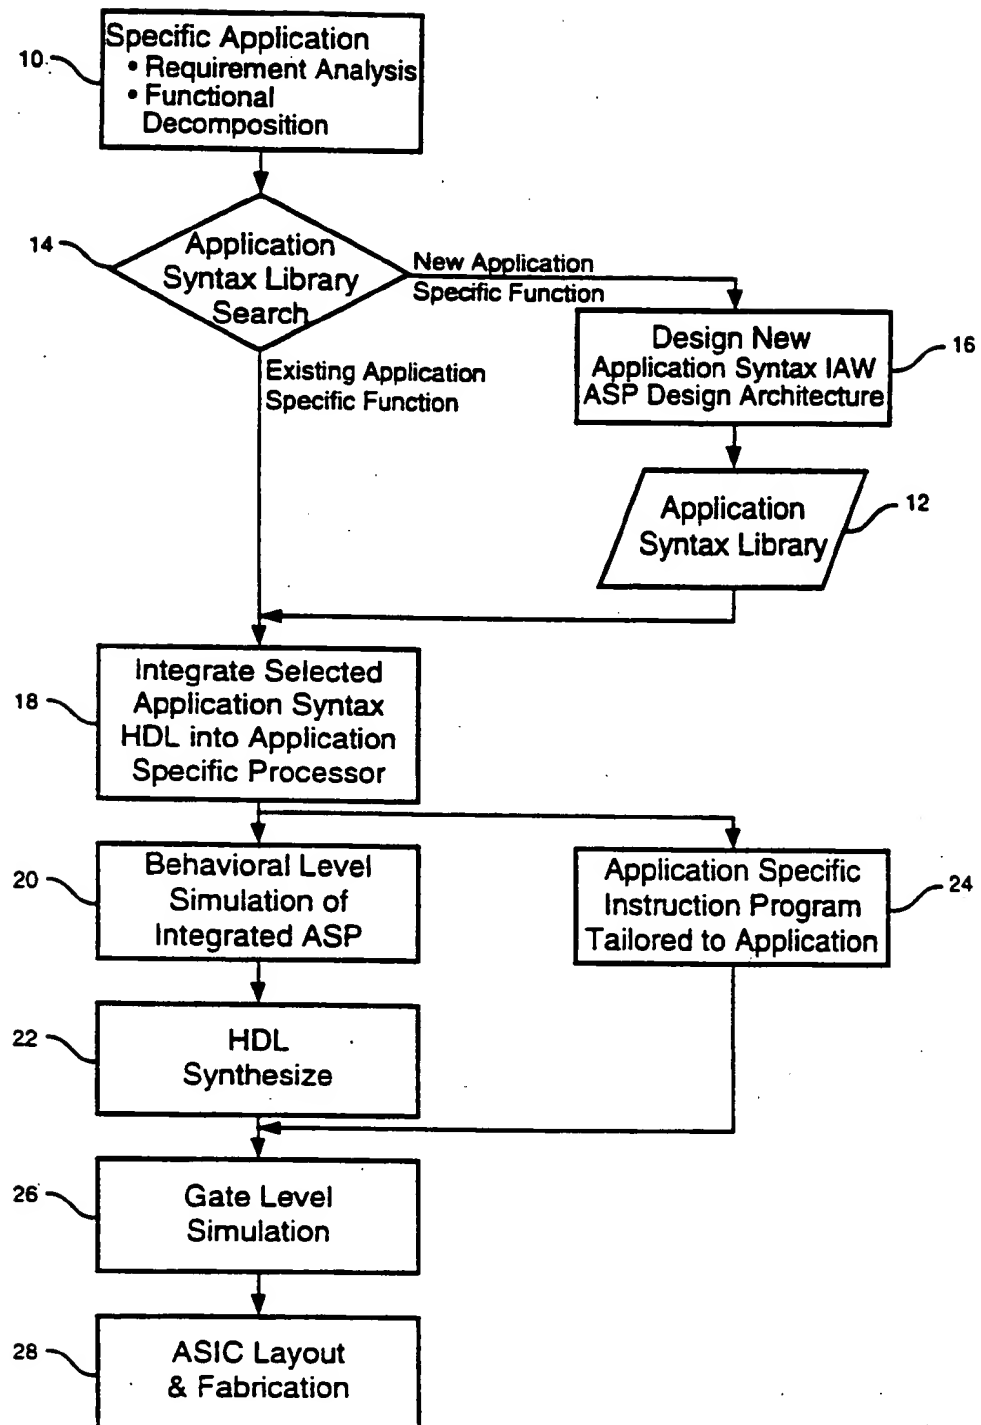 Specific Application
• Requirement Analysis
• Functional
Decomposition
10
14
Application
Syntax Library
Search
New Application
Specific Function
Existing Application
Specific Function
Design New
Application Syntax IAW
ASP Design Architecture
16
Application
Syntax Library
12
18
Integrate Selected
Application Syntax
HDL into Application
Specific Processor
20
Behavioral Level
Simulation of
Integrated ASP
Application Specific
Instruction Program
Tailored to Application
24
22
HDL
Synthesize
26
Gate Level
Simulation
28
ASIC Layout
& Fabrication